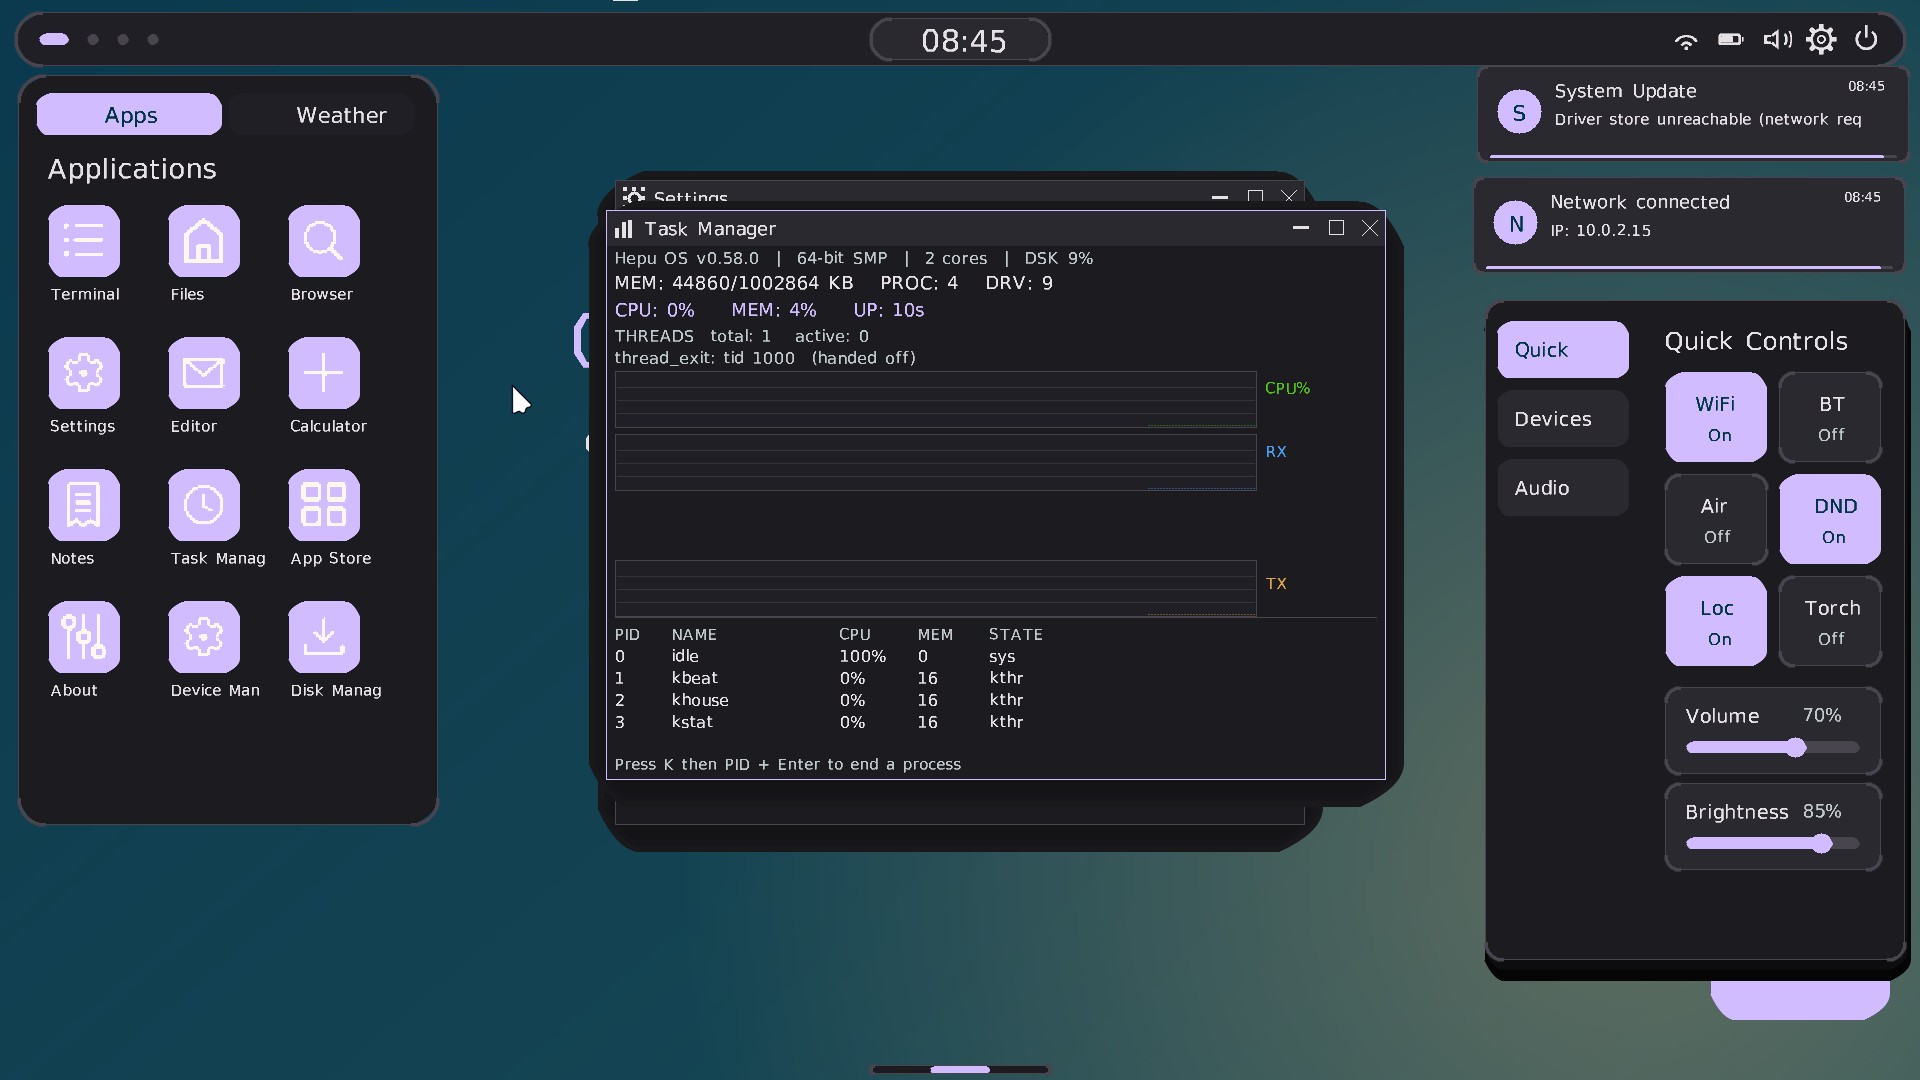 08:45
Apps
Weather
Applications
Terminal
Files
Browser
Settings
Editor
Calculator
Notes
Task Manag
App Store
About
Device Man
Disk Manag
Settings
Task Manager
Hepu OS v0.58.0 | 64-bit SMP | 2 cores | DSK 9%
MEM: 44860/1002864 KB PROC: 4 DRV: 9
CPU: 0% MEM: 4% UP: 10s
THREADS total: 1 active: 0
thread_exit: tid 1000 (handed off)
CPU%
RX
TX
PID NAME CPU MEM STATE
0 idle 100% 0 sys
1 kbeat 0% 16 kthr
2 khouse 0% 16 kthr
3 kstat 0% 16 kthr
Press K then PID + Enter to end a process
S
System Update
08:45
Driver store unreachable (network req
N
Network connected
08:45
IP: 10.0.2.15
Quick
Devices
Audio
Quick Controls
WiFi
On
BT
Off
Air
Off
DND
On
Loc
On
Torch
Off
Volume 70%
Brightness 85%